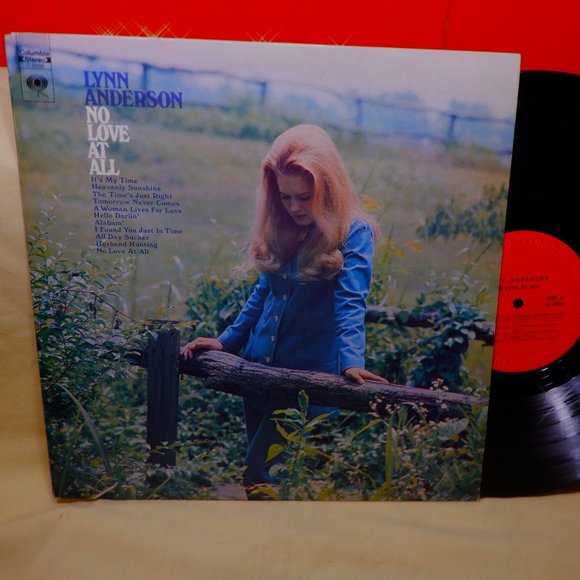 Columbia
Stereo
LYNN
ANDERSON
NO
LOVE
AT
ALL
It's My Time
Heavenly Sunshine
The Time's Just Right
Tomorrow Never Comes
A Woman Lives For Love
Hello Darlin'
Alabam'
I Found You Just In Time
All Day Sucker
Husband Hunting
No Love At All